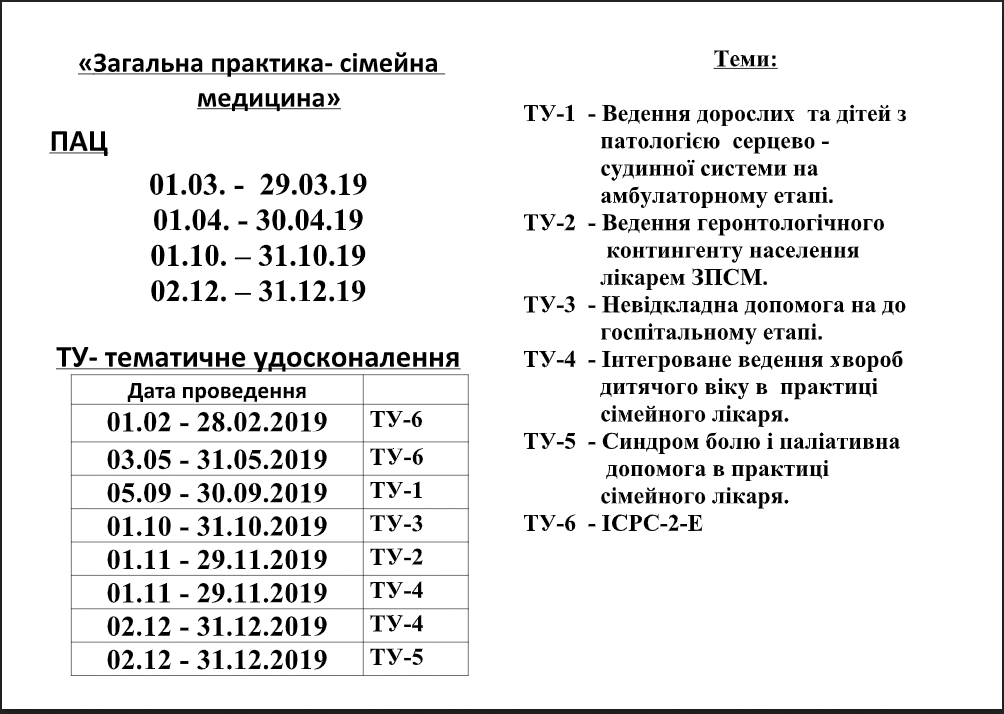 «Загальна практика- сімейна
медицина»
ПАЦ
01.03. - 29.03.19
01.04. - 30.04.19
01.10. – 31.10.19
02.12. – 31.12.19
ТУ- тематичне удосконалення
Дата проведення
01.02 - 28.02.2019 ТУ-6
03.05 - 31.05.2019 ТУ-6
05.09 - 30.09.2019 ТУ-1
01.10 - 31.10.2019 ТУ-3
01.11 - 29.11.2019 ТУ-2
01.11 - 29.11.2019 ТУ-4
02.12 - 31.12.2019 ТУ-4
02.12 - 31.12.2019 ТУ-5
Теми:
ТУ-1 - Ведення дорослих та дітей з
патологією серцево -
судинної системи на
амбулаторному етапі.
ТУ-2 - Ведення геронтологічного
контингенту населення
лікарем ЗПСМ.
ТУ-3 - Невідкладна допомога на до
госпітальному етапі.
ТУ-4 - Інтегроване ведення хвороб
дитячого віку в практиці
сімейного лікаря.
ТУ-5 - Синдром болю і паліативна
допомога в практиці
сімейного лікаря.
ТУ-6 - ІСРС-2-Е